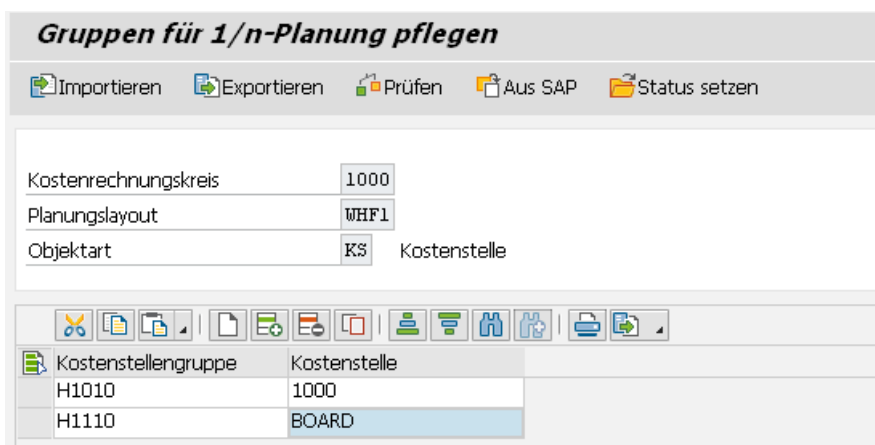 Gruppen für 1/n-Planung pflegen
Importieren Exportieren Prüfen Aus SAP Status setzen
Kostenrechnungskreis 1000
Planungslayout WHF1
Objektart KS Kostenstelle
Kostenstellengruppe Kostenstelle
H1010 1000
H1110 BOARD